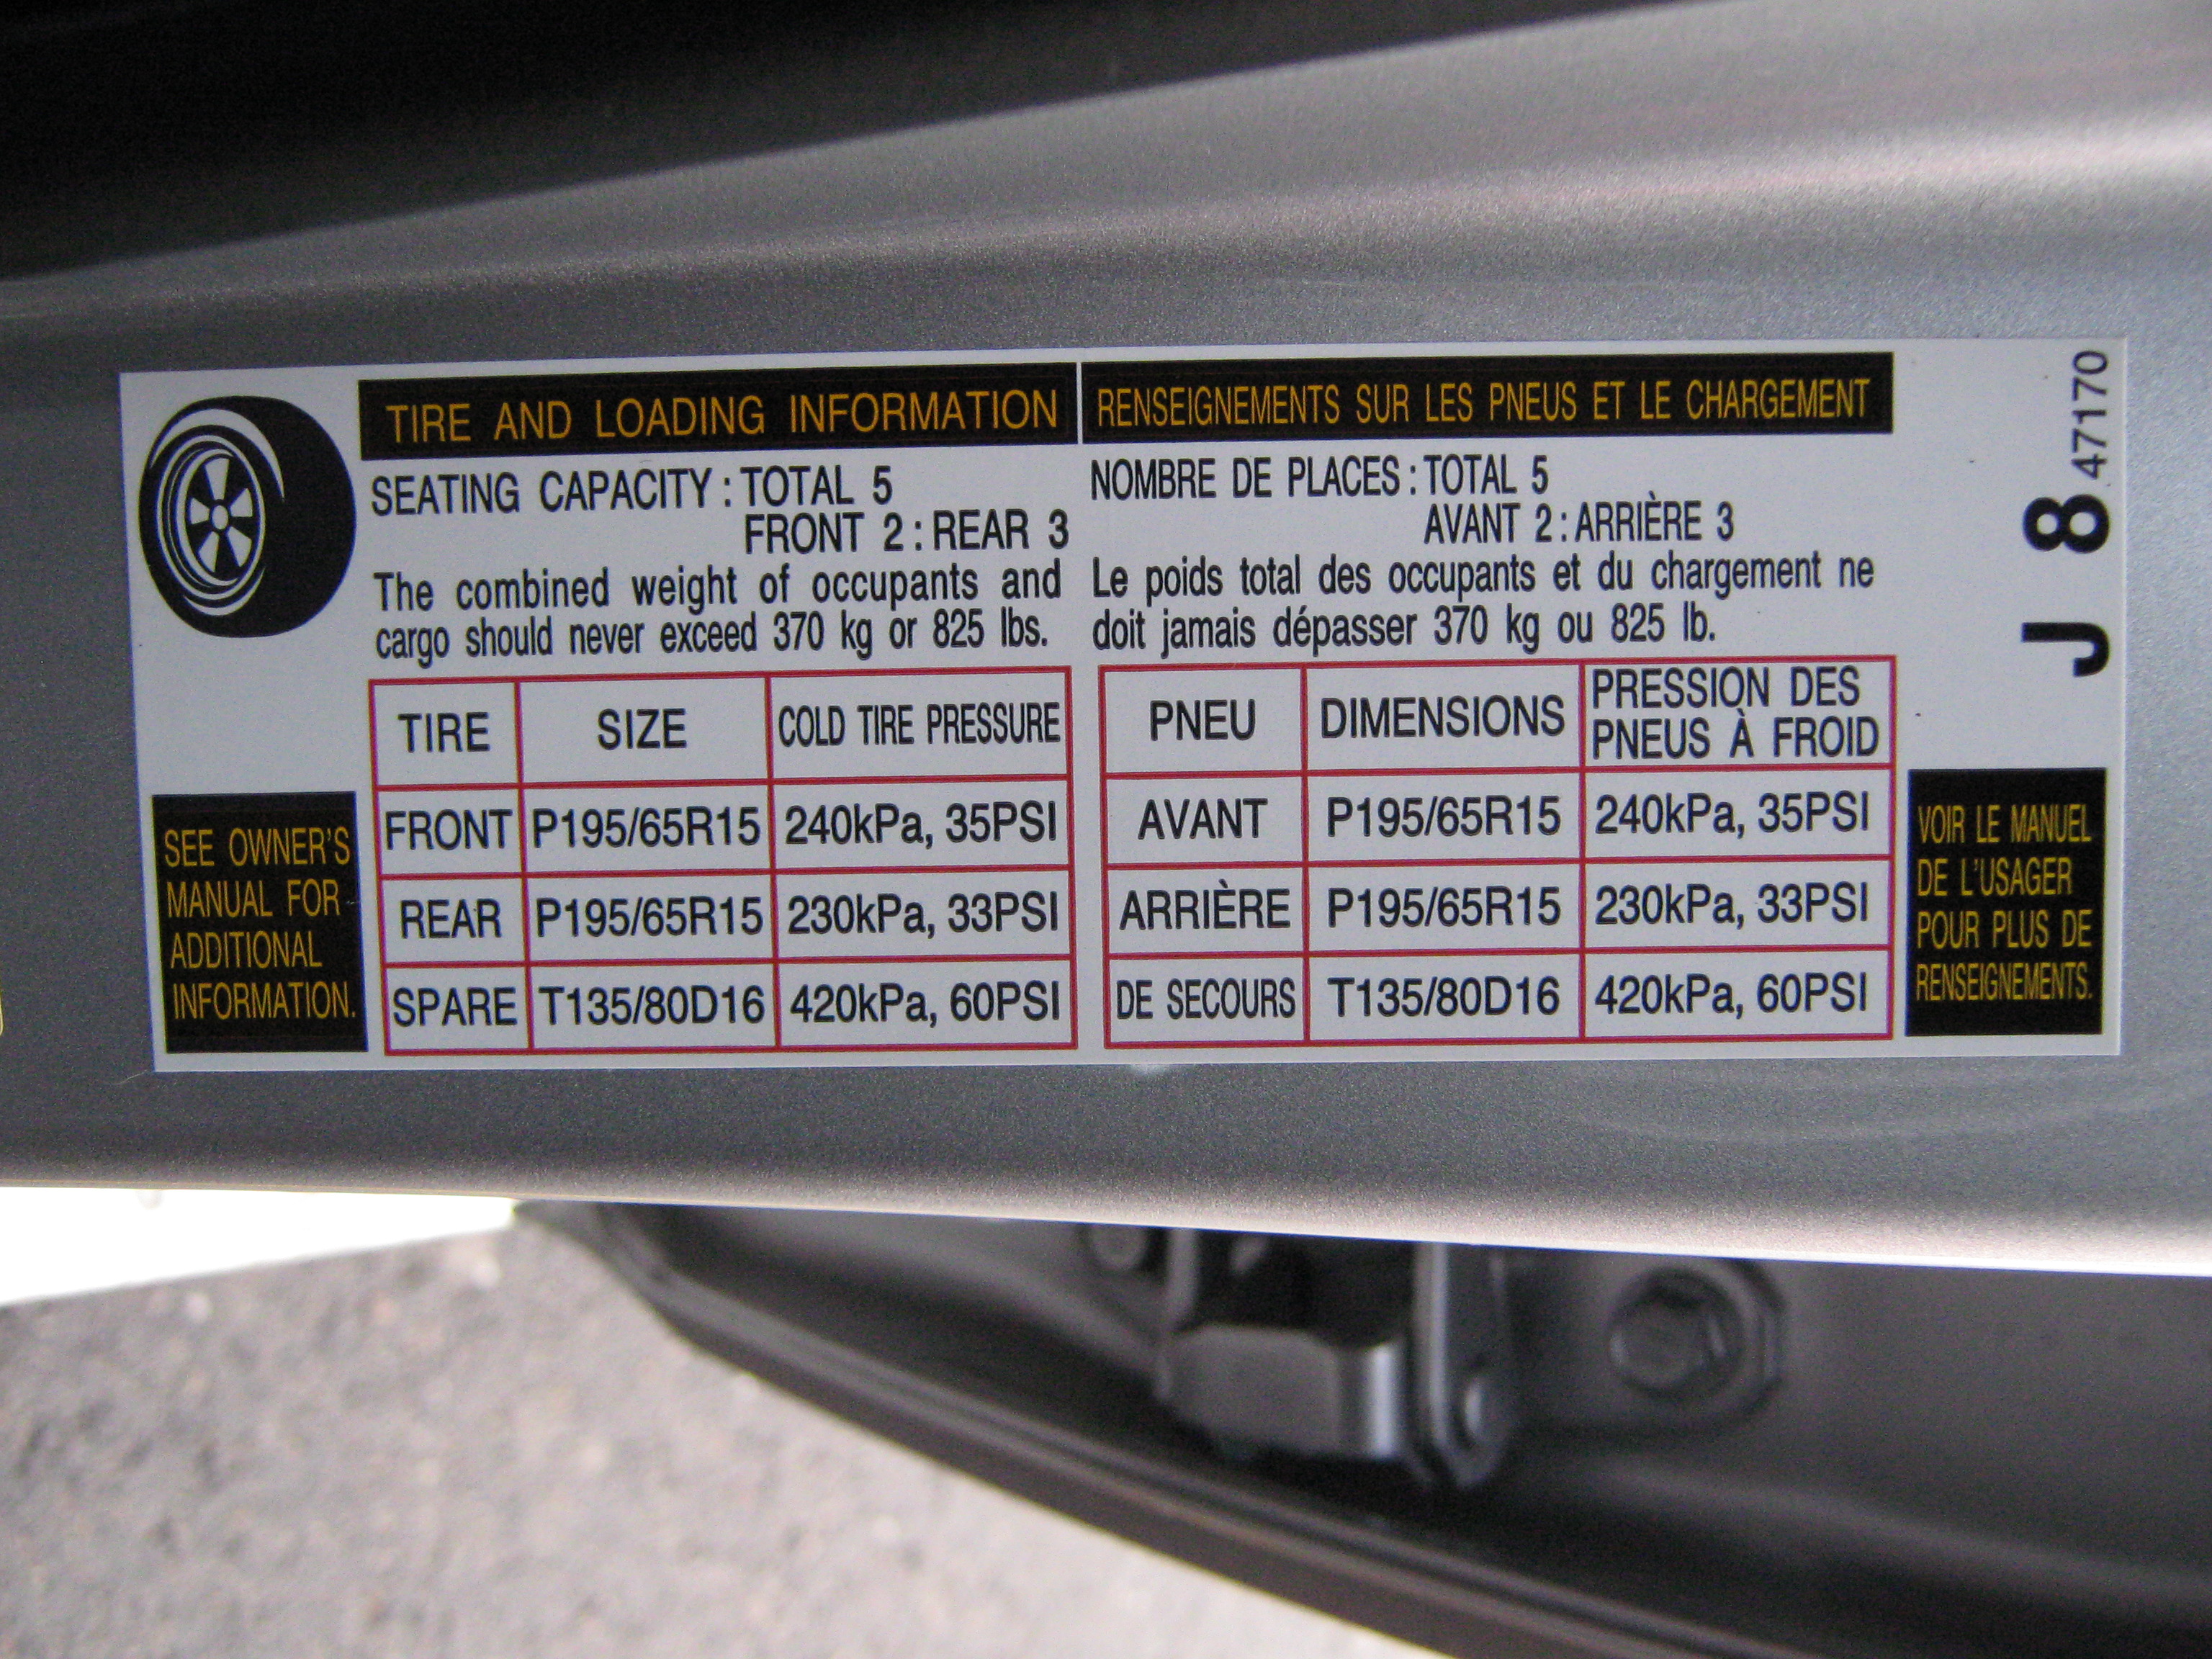 TIRE AND LOADING INFORMATION
SEATING CAPACITY : TOTAL 5
FRONT 2 : REAR 3
The combined weight of occupants and
cargo should never exceed 370 kg or 825 lbs.
TIRE SIZE COLD TIRE PRESSURE
FRONT P195/65R15 240kPa, 35PSI
REAR P195/65R15 230kPa, 33PSI
SPARE T135/80D16 420kPa, 60PSI
SEE OWNER'S
MANUAL FOR
ADDITIONAL
INFORMATION.
RENSEIGNEMENTS SUR LES PNEUS ET LE CHARGEMENT
NOMBRE DE PLACES : TOTAL 5
AVANT 2 : ARRIÈRE 3
Le poids total des occupants et du chargement ne
doit jamais dépasser 370 kg ou 825 lb.
PNEU DIMENSIONS PRESSION DES
PNEUS À FROID
AVANT P195/65R15 240kPa, 35PSI
ARRIÈRE P195/65R15 230kPa, 33PSI
DE SECOURS T135/80D16 420kPa, 60PSI
VOIR LE MANUEL
DE L'USAGER
POUR PLUS DE
RENSEIGNEMENTS.
J 8 47170